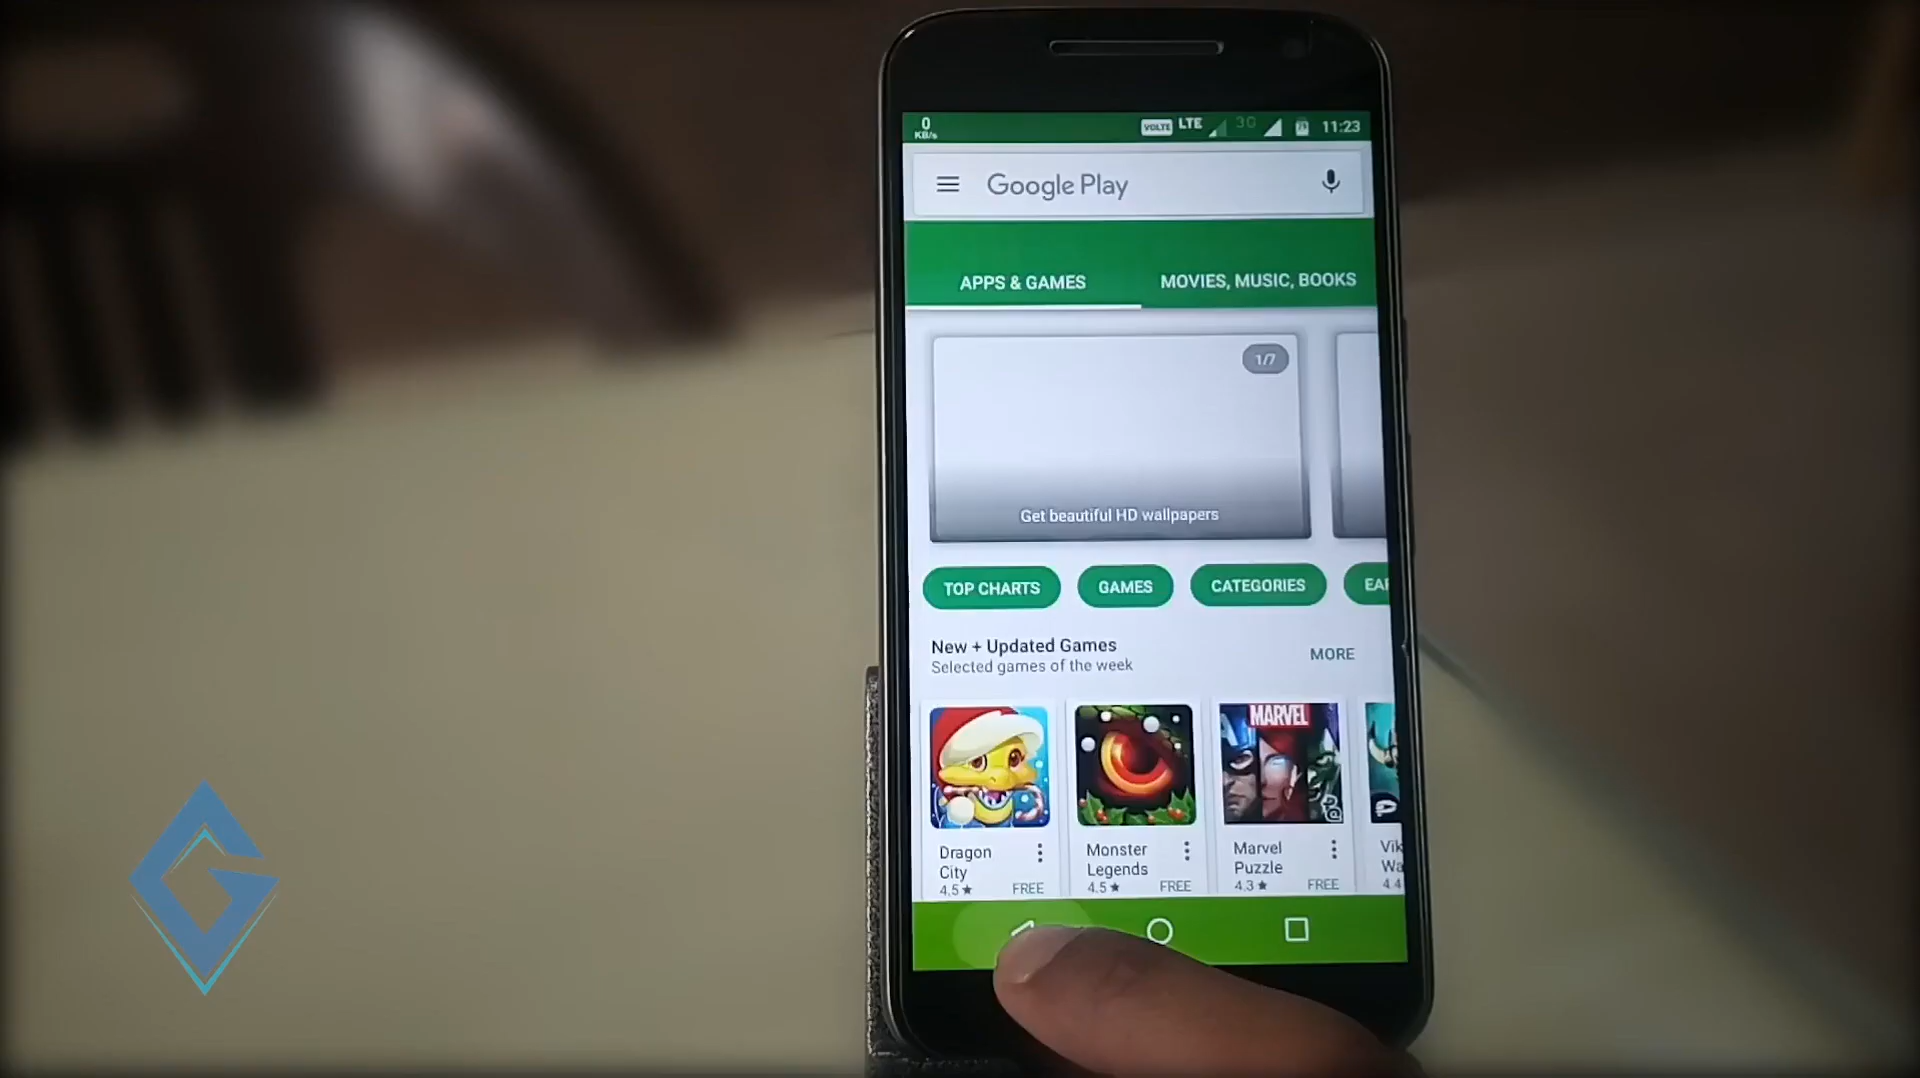 0
KB/s
VOLTE LTE 3G 11:23
Google Play
APPS & GAMES
MOVIES, MUSIC, BOOKS
1/7
Get beautiful HD wallpapers
TOP CHARTS
GAMES
CATEGORIES
EAR
New + Updated Games
Selected games of the week
MORE
MARVEL
Dragon
City
4.5★ FREE
Monster
Legends
4.5★ FREE
Marvel
Puzzle
4.3★ FREE
Vik
Wa
4.4